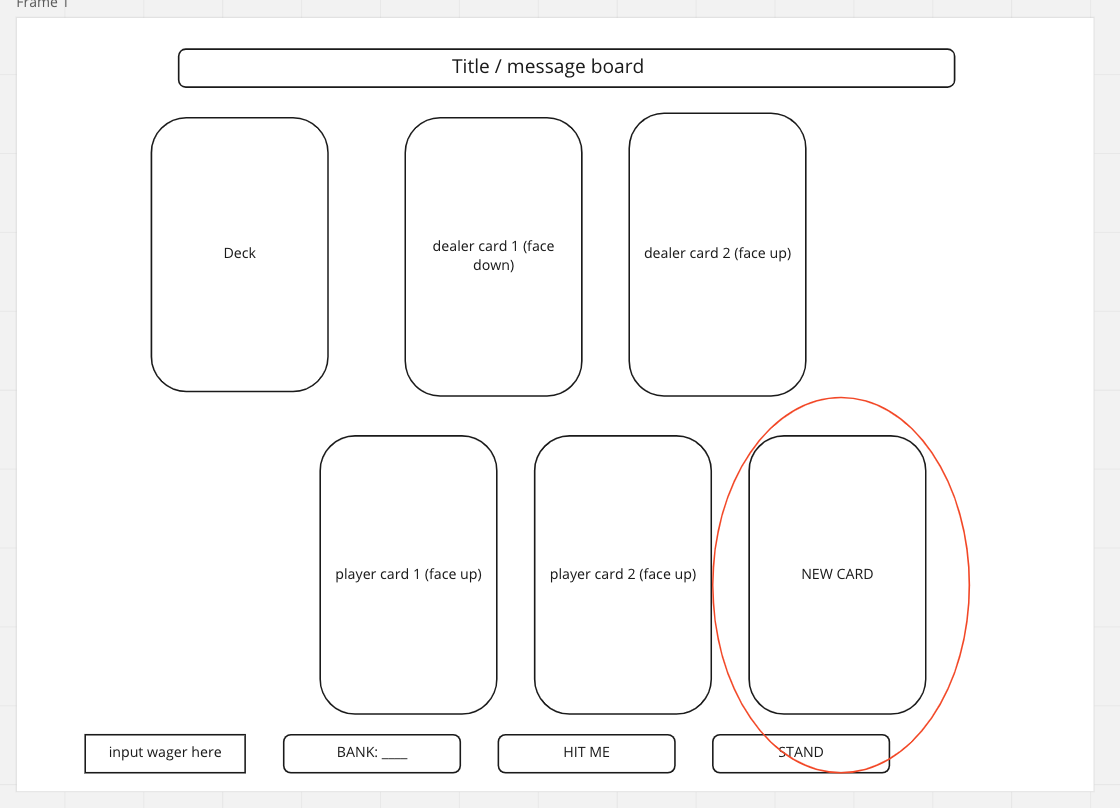 Frame 1
Title / message board
Deck
dealer card 1 (face
down)
dealer card 2 (face up)
player card 1 (face up)
player card 2 (face up)
NEW CARD
input wager here
BANK: ____
HIT ME
STAND